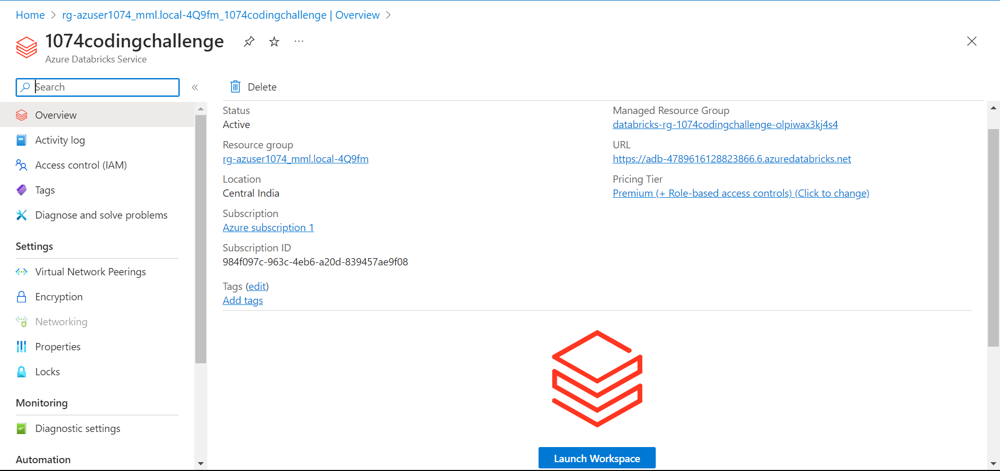 Home > rg-azuser1074_mml.local-4Q9fm_1074codingchallenge | Overview >
1074codingchallenge
Azure Databricks Service
Search
Overview
Activity log
Access control (IAM)
Tags
Diagnose and solve problems
Settings
Virtual Network Peerings
Encryption
Networking
Properties
Locks
Monitoring
Diagnostic settings
Automation
Delete
Status
Active
Resource group
rg-azuser1074_mml.local-4Q9fm
Location
Central India
Subscription
Azure subscription 1
Subscription ID
984f097c-963c-4eb6-a20d-839457ae9f08
Tags (edit)
Add tags
Managed Resource Group
databricks-rg-1074codingchallenge-olpiwax3kj4s4
URL
https://adb-4789616128823866.6.azuredatabricks.net
Pricing Tier
Premium (+ Role-based access controls) (Click to change)
Launch Workspace